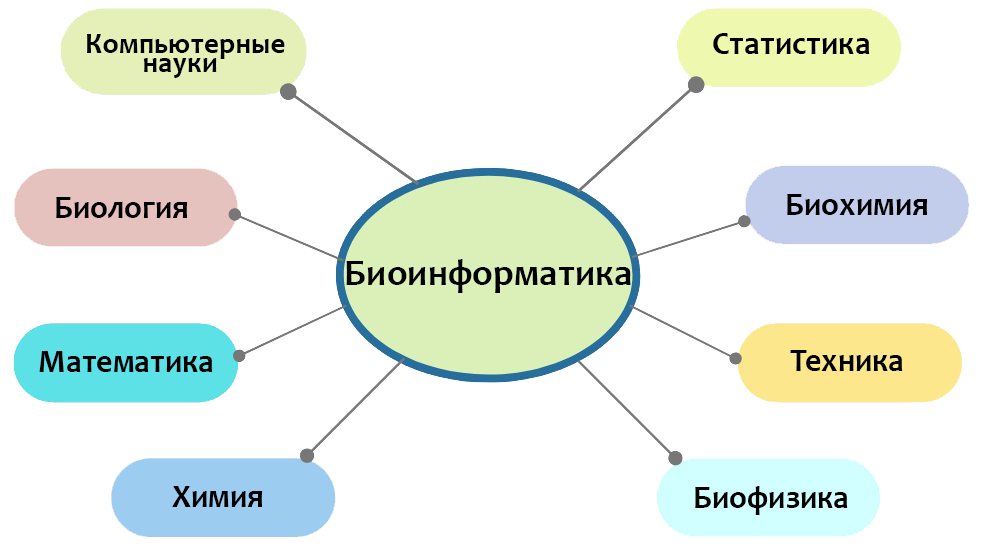 Компьютерные
науки
Статистика
Биология
Биохимия
Биоинформатика
Математика
Техника
Химия
Биофизика